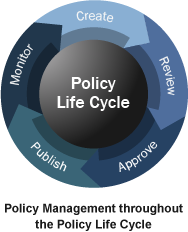 Create
Review
Approve
Publish
Monitor
Policy
Life Cycle
Policy Management throughout
the Policy Life Cycle